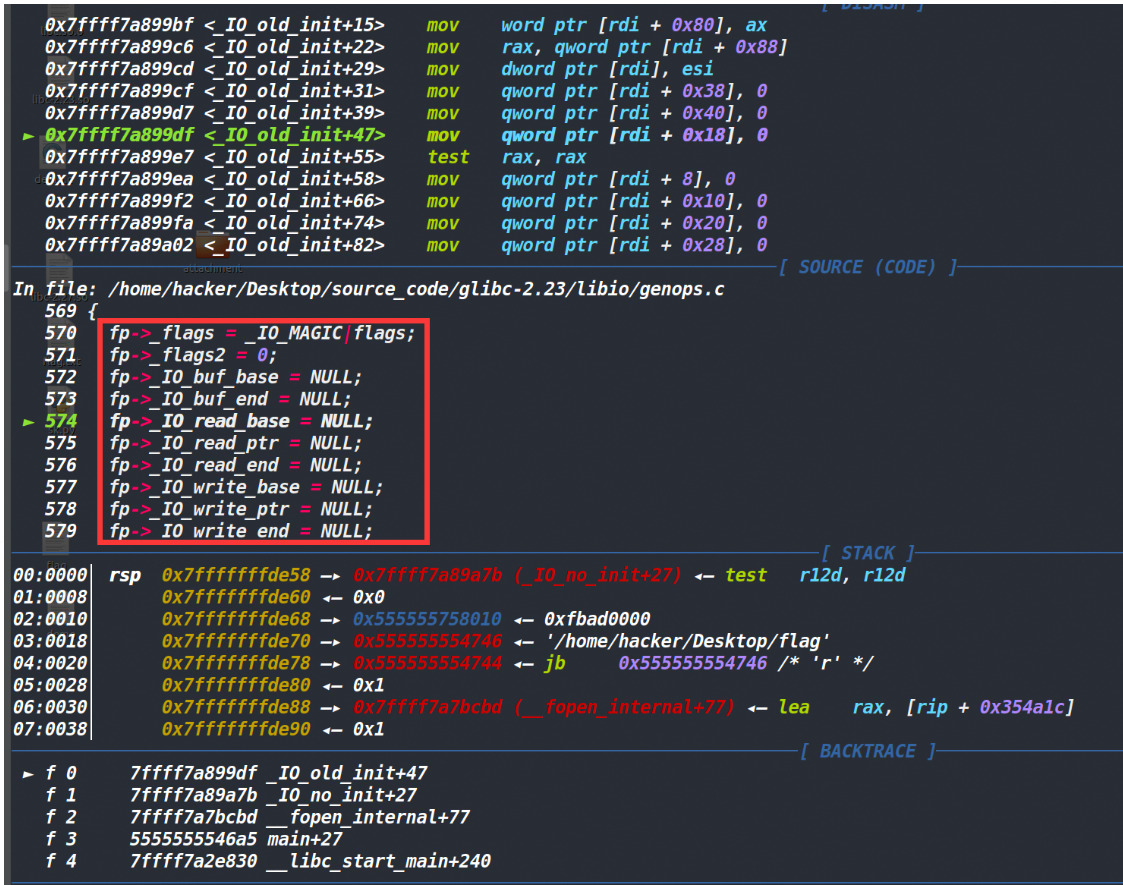 [ DISASM ]
0x7ffff7a899bf <_IO_old_init+15> mov word ptr [rdi + 0x80], ax
0x7ffff7a899c6 <_IO_old_init+22> mov rax, qword ptr [rdi + 0x88]
0x7ffff7a899cd <_IO_old_init+29> mov dword ptr [rdi], esi
0x7ffff7a899cf <_IO_old_init+31> mov qword ptr [rdi + 0x38], 0
0x7ffff7a899d7 <_IO_old_init+39> mov qword ptr [rdi + 0x40], 0
► 0x7ffff7a899df <_IO_old_init+47> mov qword ptr [rdi + 0x18], 0
0x7ffff7a899e7 <_IO_old_init+55> test rax, rax
0x7ffff7a899ea <_IO_old_init+58> mov qword ptr [rdi + 8], 0
0x7ffff7a899f2 <_IO_old_init+66> mov qword ptr [rdi + 0x10], 0
0x7ffff7a899fa <_IO_old_init+74> mov qword ptr [rdi + 0x20], 0
0x7ffff7a89a02 <_IO_old_init+82> mov qword ptr [rdi + 0x28], 0
attachment
[ SOURCE (CODE) ]
In file: /home/hacker/Desktop/source_code/glibc-2.23/libio/genops.c
569 {
570 fp->_flags = _IO_MAGIC|flags;
571 fp->_flags2 = 0;
572 fp->_IO_buf_base = NULL;
573 fp->_IO_buf_end = NULL;
► 574 fp->_IO_read_base = NULL;
575 fp->_IO_read_ptr = NULL;
576 fp->_IO_read_end = NULL;
577 fp->_IO_write_base = NULL;
578 fp->_IO_write_ptr = NULL;
579 fp->_IO_write_end = NULL;
[ STACK ]
00:0000│ rsp 0x7fffffffde58 —▸ 0x7ffff7a89a7b (_IO_no_init+27) ◂— test r12d, r12d
01:0008│ 0x7fffffffde60 ◂— 0x0
02:0010│ 0x7fffffffde68 —▸ 0x555555758010 ◂— 0xfbad0000
03:0018│ 0x7fffffffde70 —▸ 0x555555554746 ◂— '/home/hacker/Desktop/flag'
04:0020│ 0x7fffffffde78 —▸ 0x555555554744 ◂— jb 0x555555554746 /* 'r' */
05:0028│ 0x7fffffffde80 ◂— 0x1
06:0030│ 0x7fffffffde88 —▸ 0x7ffff7a7bcbd (__fopen_internal+77) ◂— lea rax, [rip + 0x354a1c]
07:0038│ 0x7fffffffde90 ◂— 0x1
[ BACKTRACE ]
► f 0 7ffff7a899df _IO_old_init+47
f 1 7ffff7a89a7b _IO_no_init+27
f 2 7ffff7a7bcbd __fopen_internal+77
f 3 5555555546a5 main+27
f 4 7ffff7a2e830 __libc_start_main+240